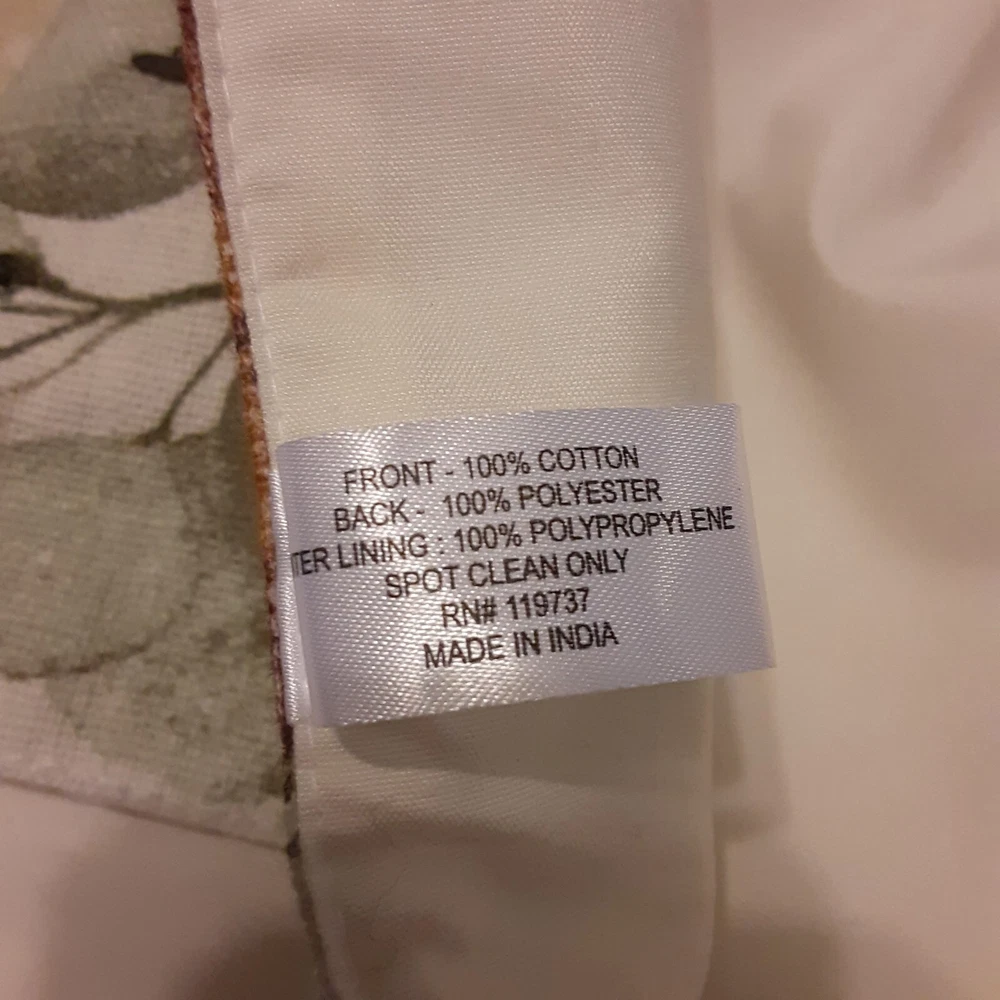 FRONT - 100% COTTON
BACK - 100% POLYESTER
TER LINING : 100% POLYPROPYLENE
SPOT CLEAN ONLY
RN# 119737
MADE IN INDIA